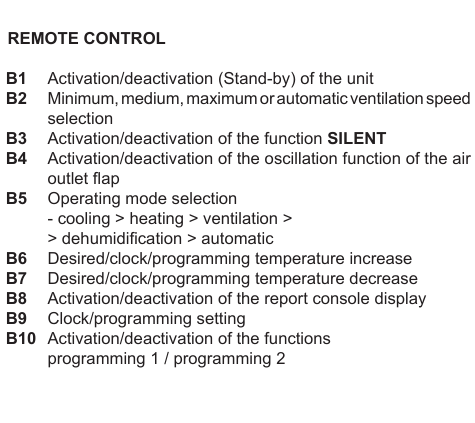 REMOTE CONTROL
B1 Activation/deactivation (Stand-by) of the unit
B2 Minimum, medium, maximum or automatic ventilation speed
selection
B3 Activation/deactivation of the function SILENT
B4 Activation/deactivation of the oscillation function of the air
outlet flap
B5 Operating mode selection
- cooling > heating > ventilation >
> dehumidification > automatic
B6 Desired/clock/programming temperature increase
B7 Desired/clock/programming temperature decrease
B8 Activation/deactivation of the report console display
B9 Clock/programming setting
B10 Activation/deactivation of the functions
programming 1 / programming 2